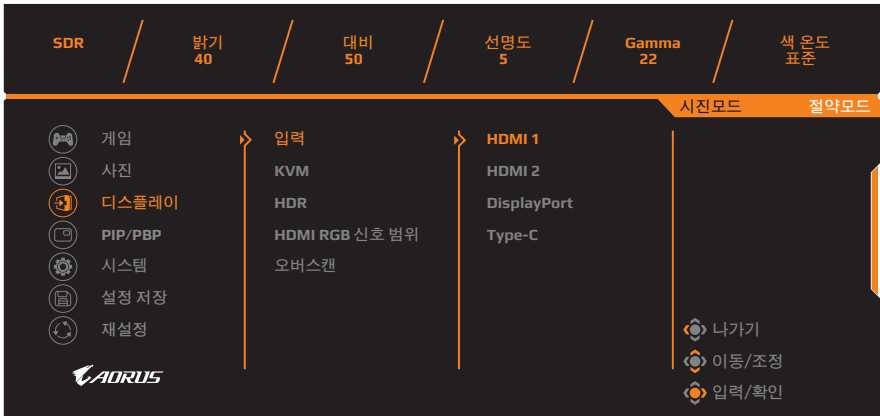 SDR
밝기
40
대비
50
선명도
5
Gamma
22
색 온도
표준
시진모드
절약모드
게임
사진
디스플레이
PIP/PBP
시스템
설정 저장
재설정
입력
KVM
HDR
HDMI RGB 신호 범위
오버스캔
HDMI 1
HDMI 2
DisplayPort
Type-C
나가기
이동/조정
입력/확인
AORUS